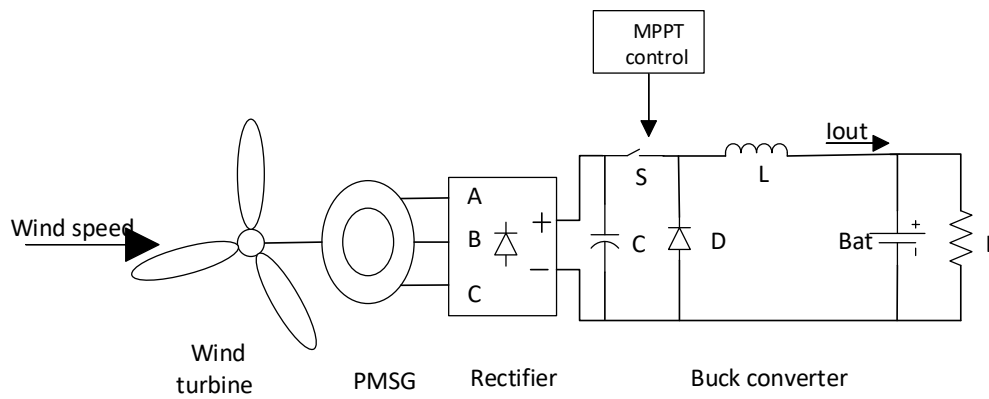 MPPT
control
Iout
S
L
Wind speed
A
B
C
+
−
C
D
Bat
+
-
Wind
turbine
PMSG
Rectifier
Buck converter